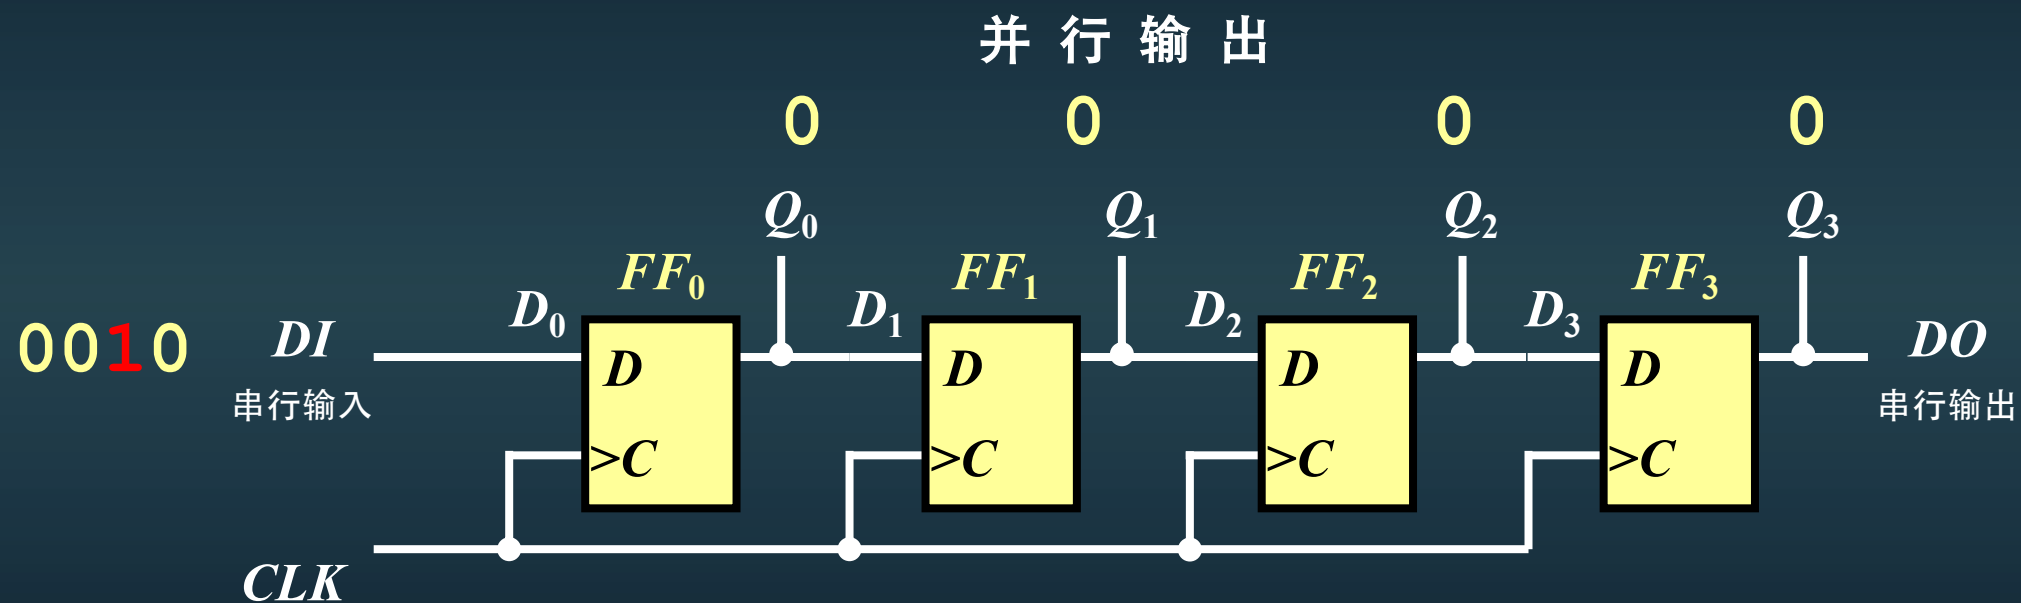 并行输出
0 0 0 0
Q0 Q1 Q2 Q3
FF0 FF1 FF2 FF3
D0 D1 D2 D3
0010 DI DO
D D D D
串行输入 串行输出
>C >C >C >C
CLK